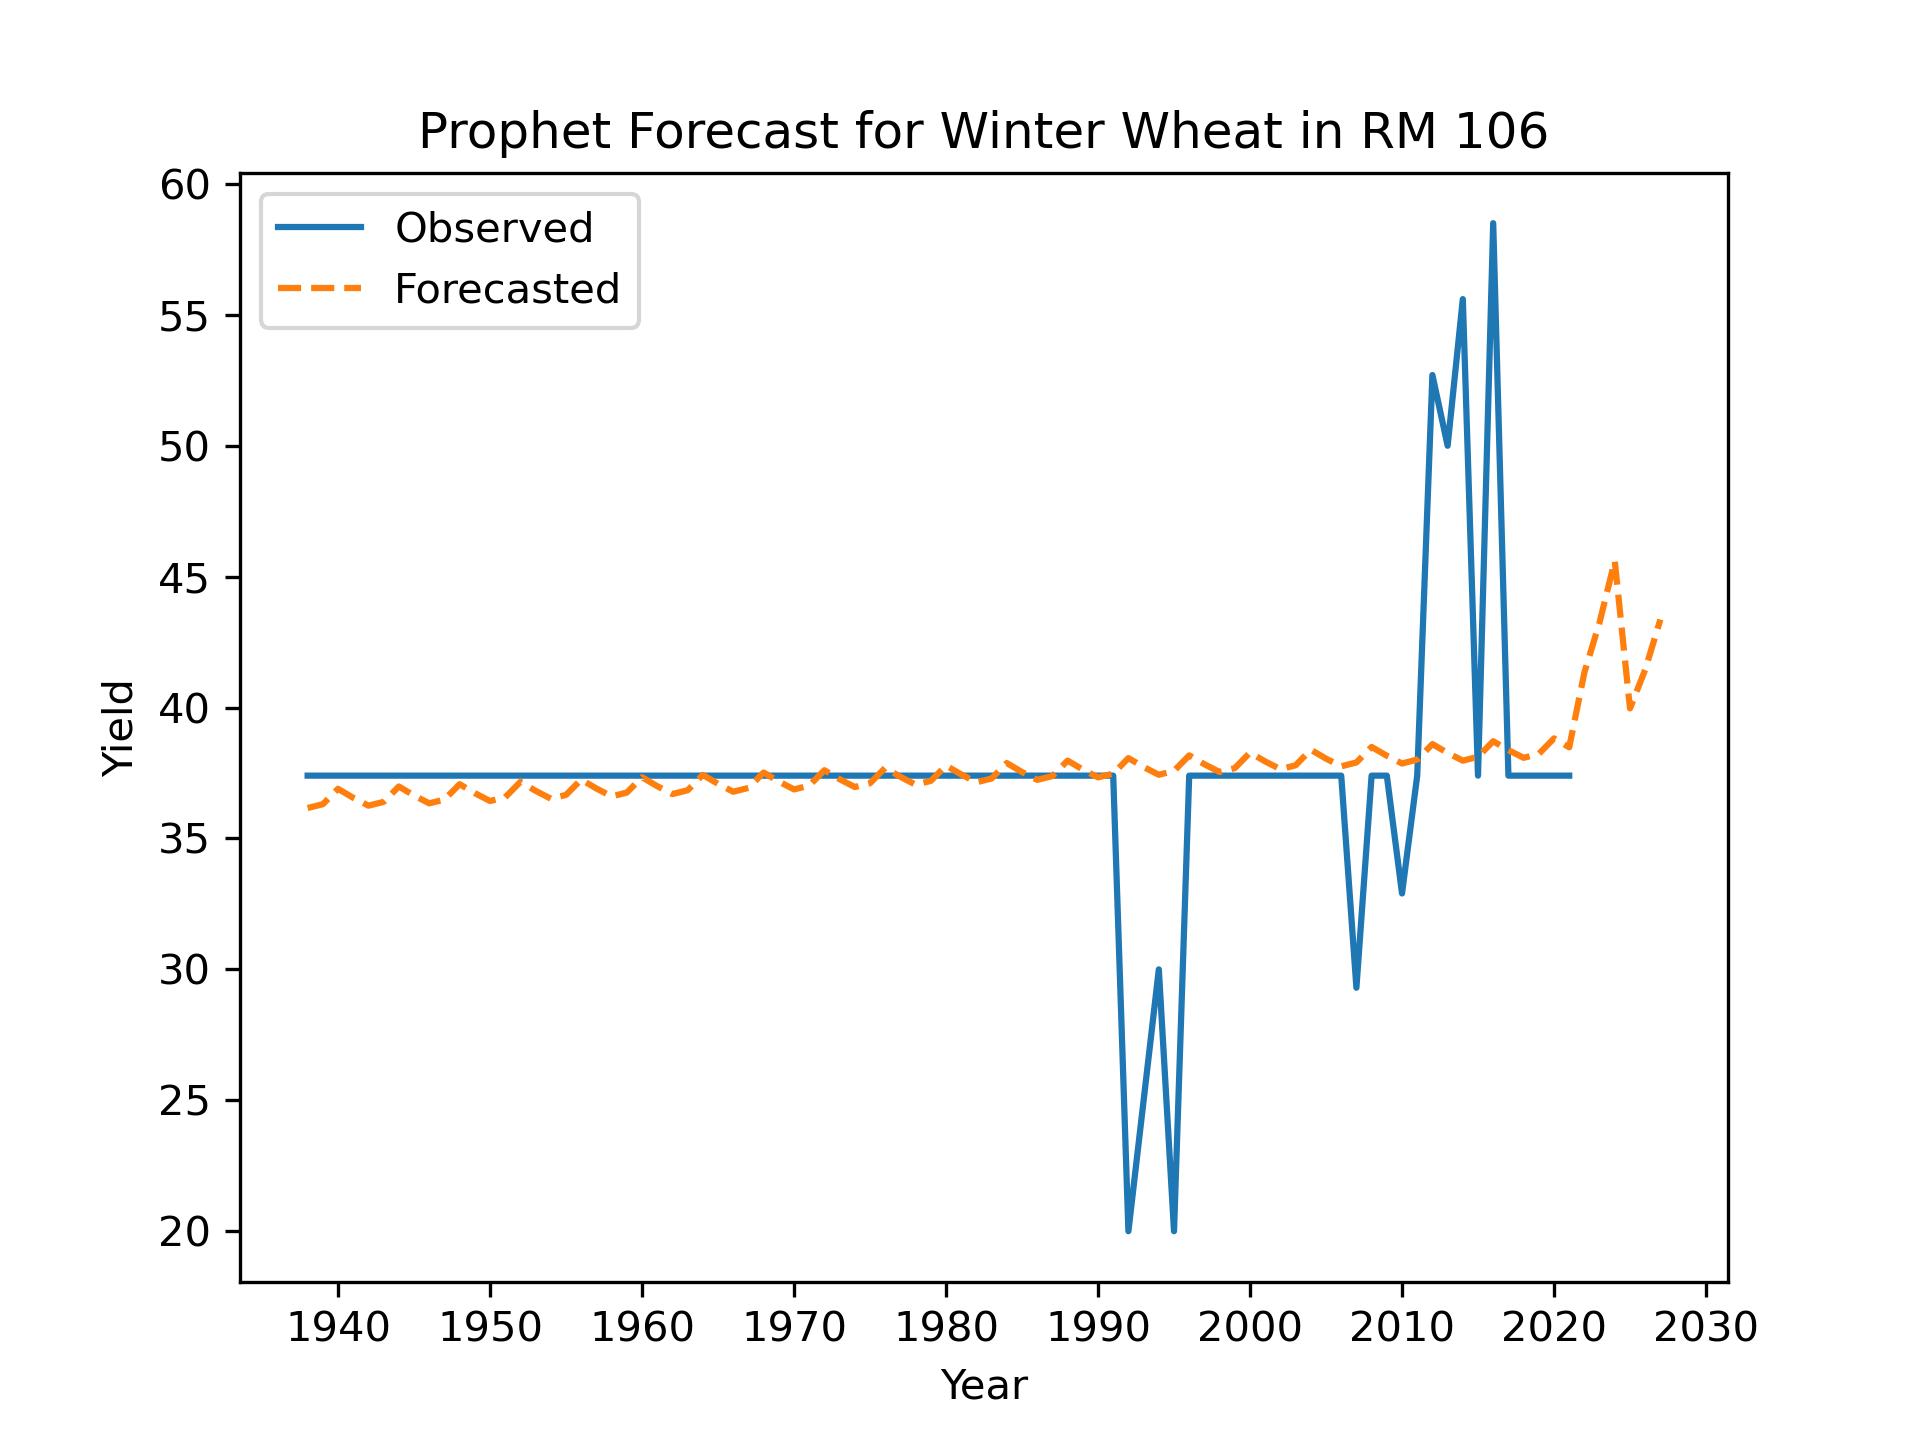 Prophet Forecast for Winter Wheat in RM 106
Observed
Forecasted
60
55
50
45
40
35
30
25
20
Yield
1940 1950 1960 1970 1980 1990 2000 2010 2020 2030
Year